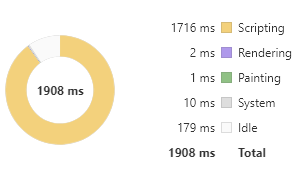 1908 ms
1716 ms Scripting
2 ms Rendering
1 ms Painting
10 ms System
179 ms Idle
1908 ms Total